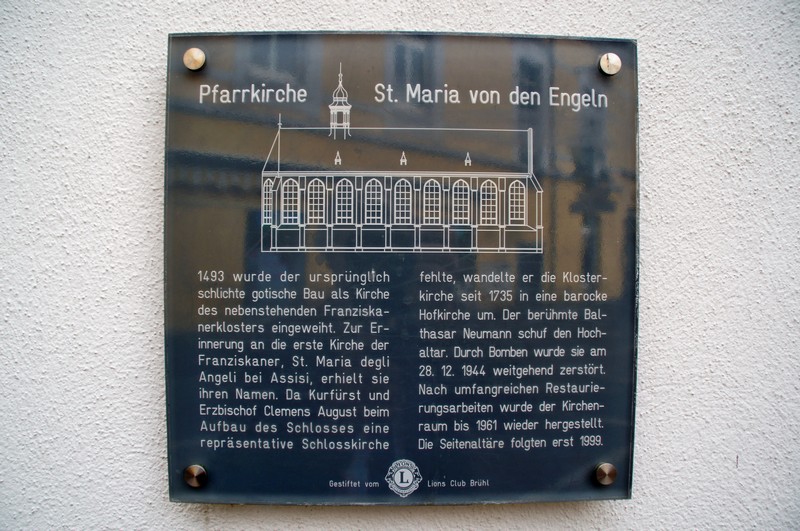 Pfarrkirche St. Maria von den Engeln
1493 wurde der ursprünglich
schlichte gotische Bau als Kirche
des nebenstehenden Franziska-
nerklosters eingeweiht. Zur Er-
innerung an die erste Kirche der
Franziskaner, St. Maria degli
Angeli bei Assisi, erhielt sie
ihren Namen. Da Kurfürst und
Erzbischof Clemens August beim
Aufbau des Schlosses eine
repräsentative Schlosskirche
fehlte, wandelte er die Kloster-
kirche seit 1735 in eine barocke
Hofkirche um. Der berühmte Bal-
thasar Neumann schuf den Hoch-
altar. Durch Bomben wurde sie am
28. 12. 1944 weitgehend zerstört.
Nach umfangreichen Restaurie-
rungsarbeiten wurde der Kirchen-
raum bis 1961 wieder hergestellt.
Die Seitenaltäre folgten erst 1999.
Gestiftet vom L Lions Club Brühl